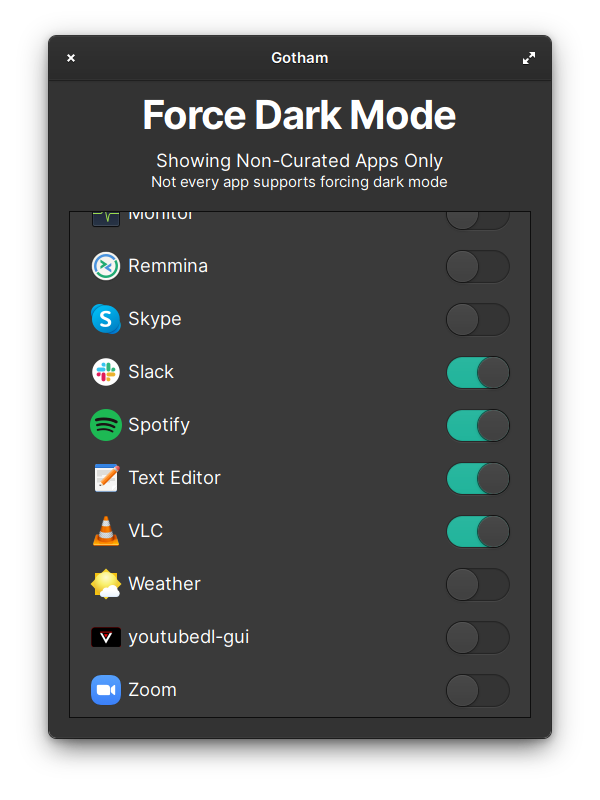 Gotham
Force Dark Mode
Showing Non-Curated Apps Only
Not every app supports forcing dark mode
Monitor
Remmina
Skype
Slack
Spotify
Text Editor
VLC
Weather
youtubedl-gui
Zoom